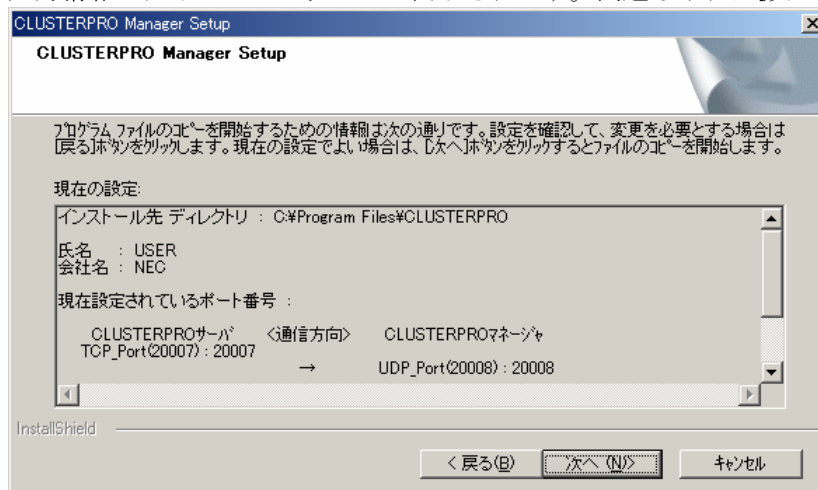 CLUSTERPRO Manager Setup
CLUSTERPRO Manager Setup
ﾌﾟﾛｸﾞﾗﾑ ﾌｧｲﾙのｺﾋﾟｰを開始するための情報は次の通りです。設定を確認して、変更を必要とする場合は
[戻る]ﾎﾞﾀﾝをｸﾘｯｸします。現在の設定でよい場合は、[次へ]ﾎﾞﾀﾝをｸﾘｯｸするとﾌｧｲﾙのｺﾋﾟｰを開始します。
現在の設定:
インストール先 ディレクトリ : C:¥Program Files¥CLUSTERPRO
氏名 : USER
会社名 : NEC
現在設定されているポート番号 :
CLUSTERPROｻｰﾊﾞ <通信方向> CLUSTERPROﾏﾈｰｼﾞｬ
TCP_Port(20007) : 20007
→ UDP_Port(20008) : 20008
InstallShield
< 戻る(B) 次へ (N)> ｷｬﾝｾﾙ